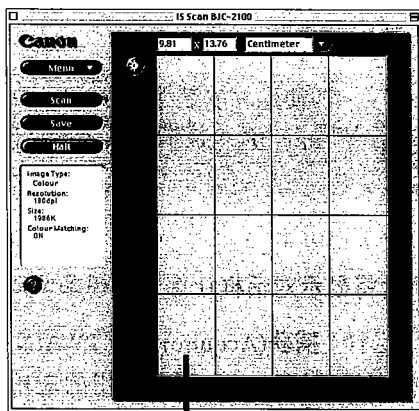 IS Scan BJC-2100
Canon
9.81 x 13.76 Centimeter
Menu
Scan
Save
Halt
Image Type:
Colour
Resolution:
180dpi
Size:
1986K
Colour Matching:
ON
?